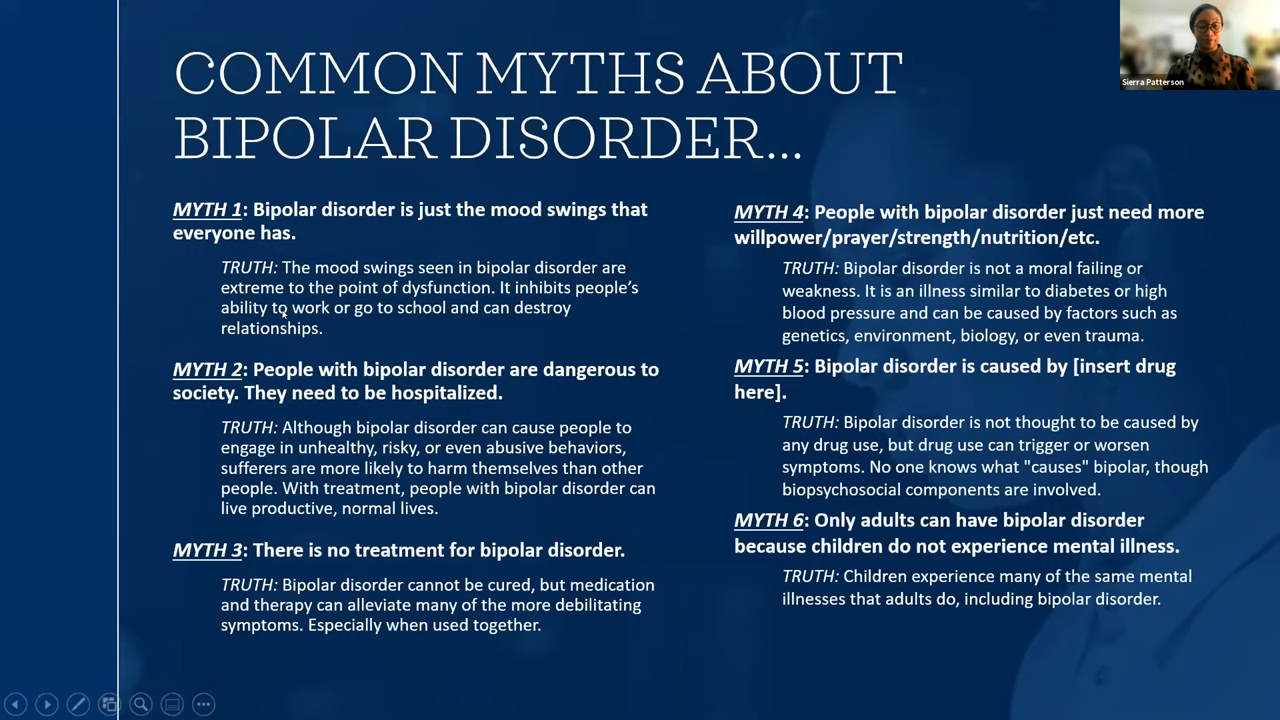 COMMON MYTHS ABOUT
BIPOLAR DISORDER...
MYTH 1: Bipolar disorder is just the mood swings that
everyone has.
TRUTH: The mood swings seen in bipolar disorder are
extreme to the point of dysfunction. It inhibits people’s
ability to work or go to school and can destroy
relationships.
MYTH 2: People with bipolar disorder are dangerous to
society. They need to be hospitalized.
TRUTH: Although bipolar disorder can cause people to
engage in unhealthy, risky, or even abusive behaviors,
sufferers are more likely to harm themselves than other
people. With treatment, people with bipolar disorder can
live productive, normal lives.
MYTH 3: There is no treatment for bipolar disorder.
TRUTH: Bipolar disorder cannot be cured, but medication
and therapy can alleviate many of the more debilitating
symptoms. Especially when used together.
MYTH 4: People with bipolar disorder just need more
willpower/prayer/strength/nutrition/etc.
TRUTH: Bipolar disorder is not a moral failing or
weakness. It is an illness similar to diabetes or high
blood pressure and can be caused by factors such as
genetics, environment, biology, or even trauma.
MYTH 5: Bipolar disorder is caused by [insert drug
here].
TRUTH: Bipolar disorder is not thought to be caused by
any drug use, but drug use can trigger or worsen
symptoms. No one knows what "causes" bipolar, though
biopsychosocial components are involved.
MYTH 6: Only adults can have bipolar disorder
because children do not experience mental illness.
TRUTH: Children experience many of the same mental
illnesses that adults do, including bipolar disorder.
Sierra Patterson